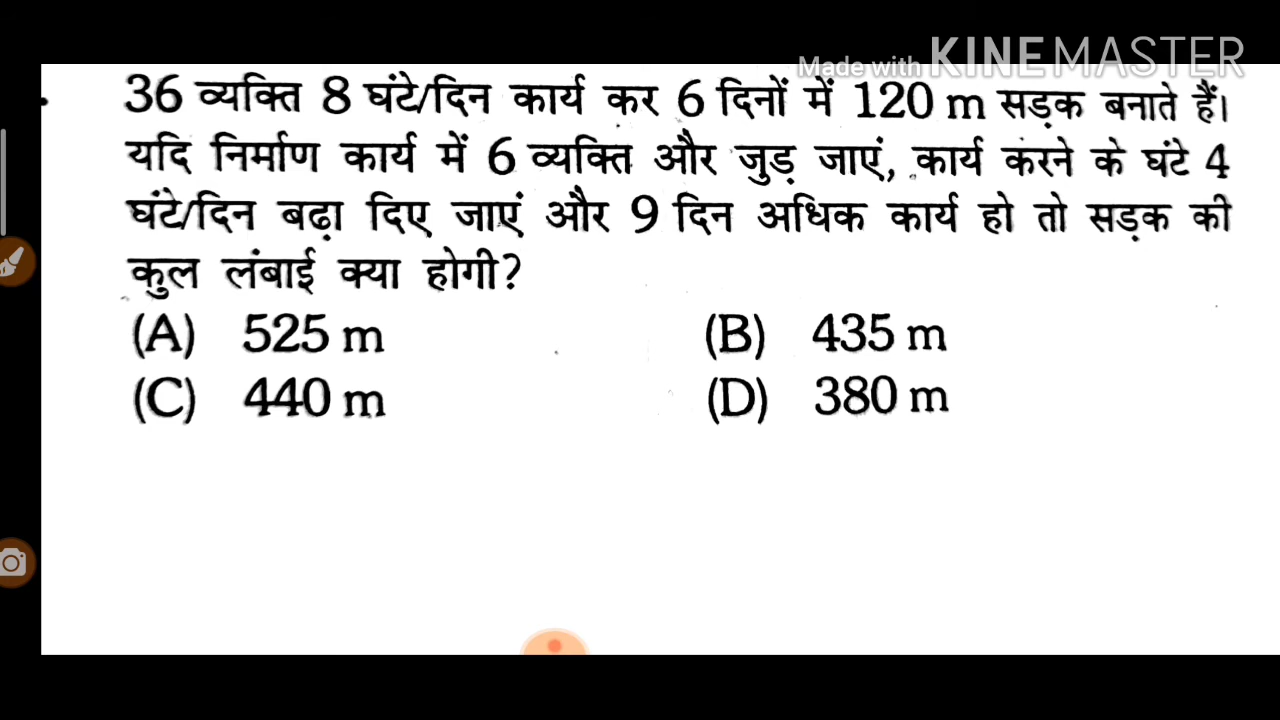 Made with KINEMASTER
36 व्यक्ति 8 घंटे/दिन कार्य कर 6 दिनों में 120 m सड़क बनाते हैं।
यदि निर्माण कार्य में 6 व्यक्ति और जुड़ जाएं, कार्य करने के घंटे 4
घंटे/दिन बढ़ा दिए जाएं और 9 दिन अधिक कार्य हो तो सड़क की
कुल लंबाई क्या होगी?
(A) 525 m (B) 435 m
(C) 440 m (D) 380 m